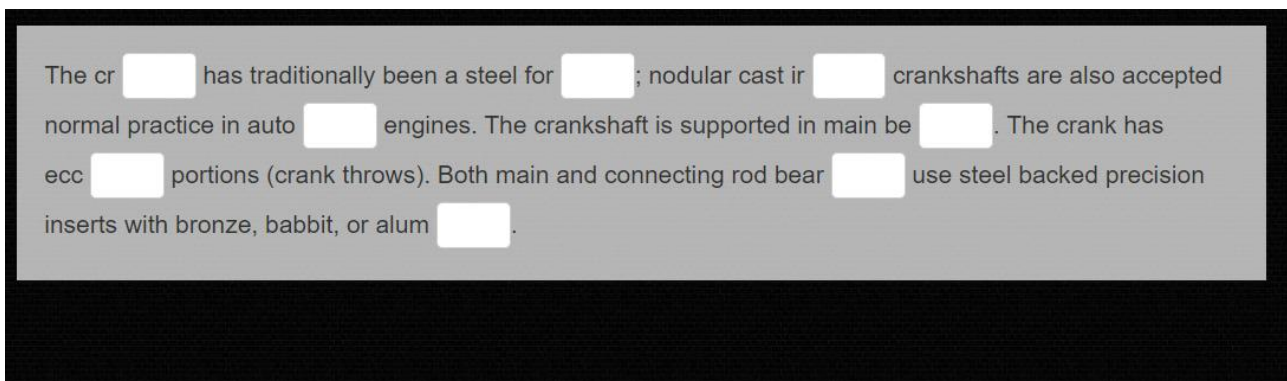 The cr has traditionally been a steel for ; nodular cast ir crankshafts are also accepted
normal practice in auto engines. The crankshaft is supported in main be . The crank has
ecc portions (crank throws). Both main and connecting rod bear use steel backed precision
inserts with bronze, babbit, or alum .